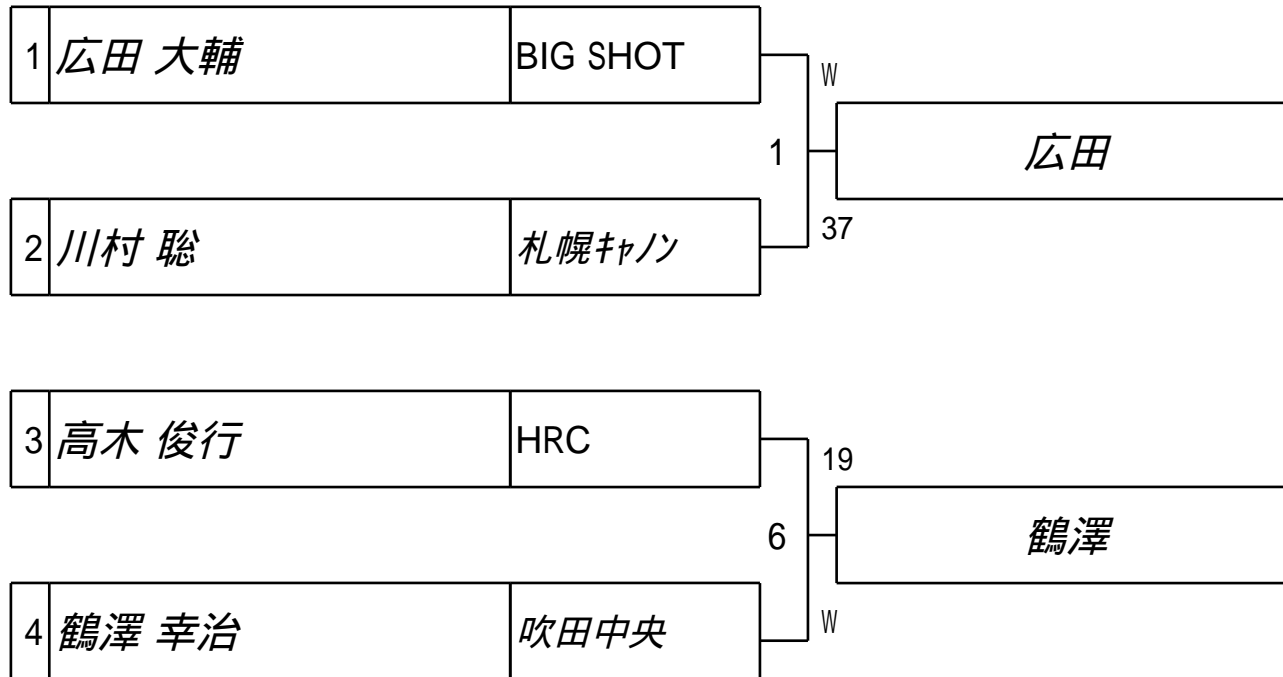 1 広田 大輔 BIG SHOT
W
1 広田
2 川村 聡 札幌ｷｬﾉﾝ
37
3 高木 俊行 HRC
19
6 鶴澤
4 鶴澤 幸治 吹田中央
W